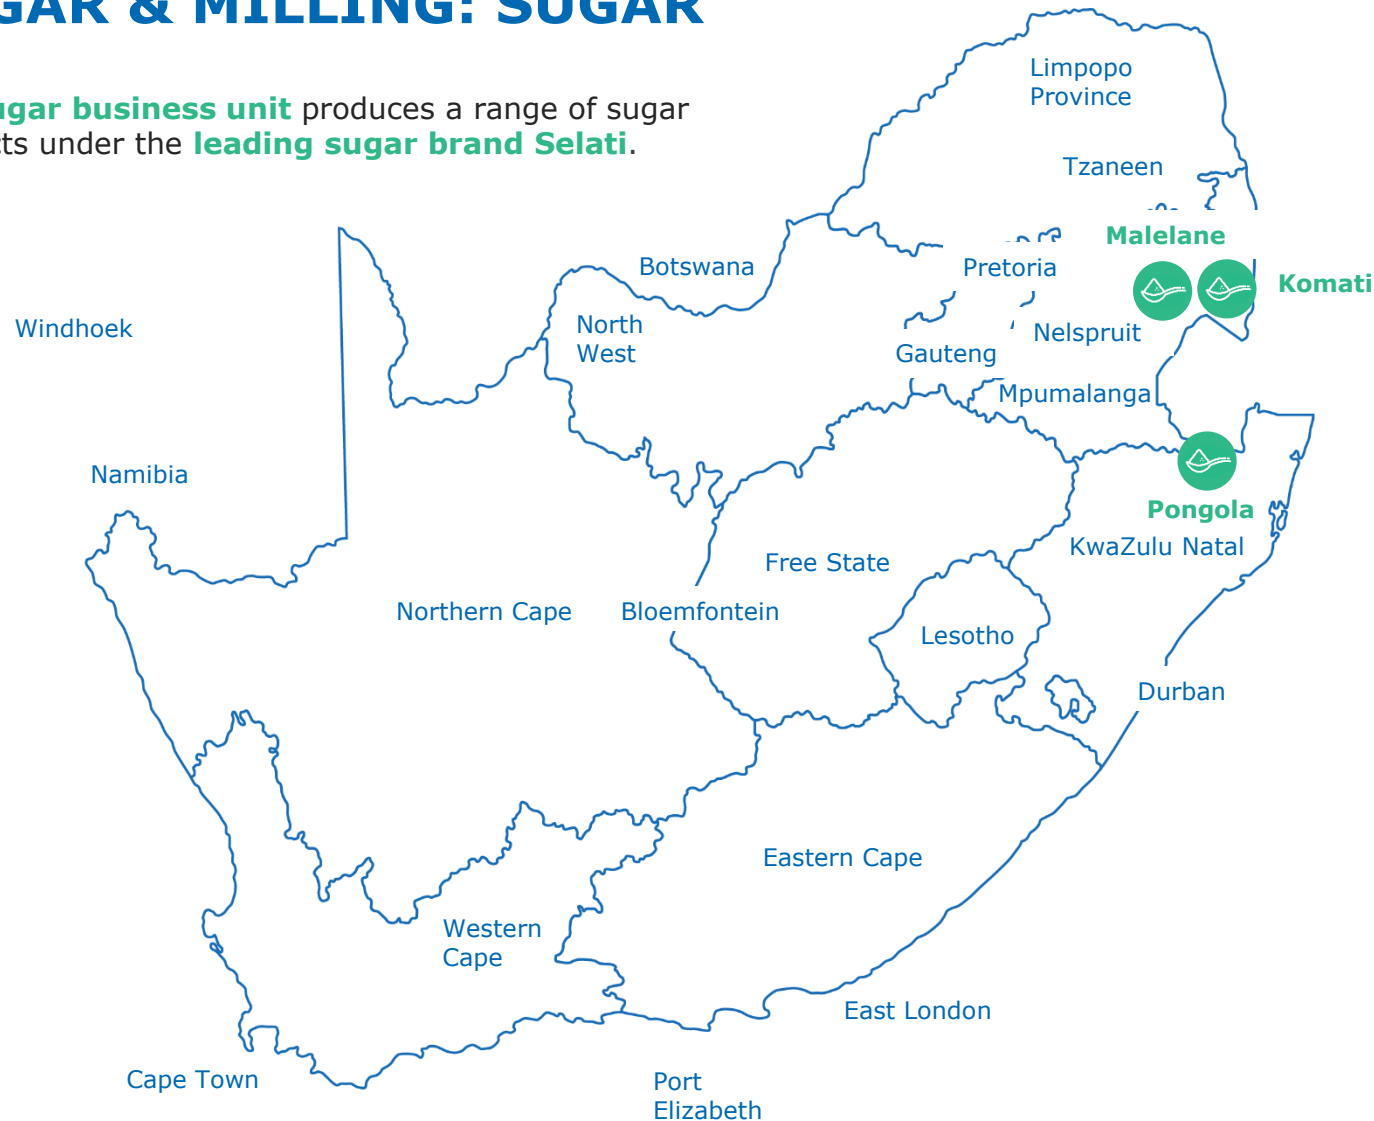 GAR & MILLING: SUGAR
ugar business unit produces a range of sugar
cts under the leading sugar brand Selati.
Limpopo
Province
Tzaneen
Malelane
Botswana
Pretoria
Komati
North
West
Windhoek
Nelspruit
Gauteng
Mpumalanga
Namibia
Pongola
KwaZulu Natal
Free State
Northern Cape
Bloemfontein
Lesotho
Durban
Eastern Cape
Western
Cape
East London
Cape Town
Port
Elizabeth